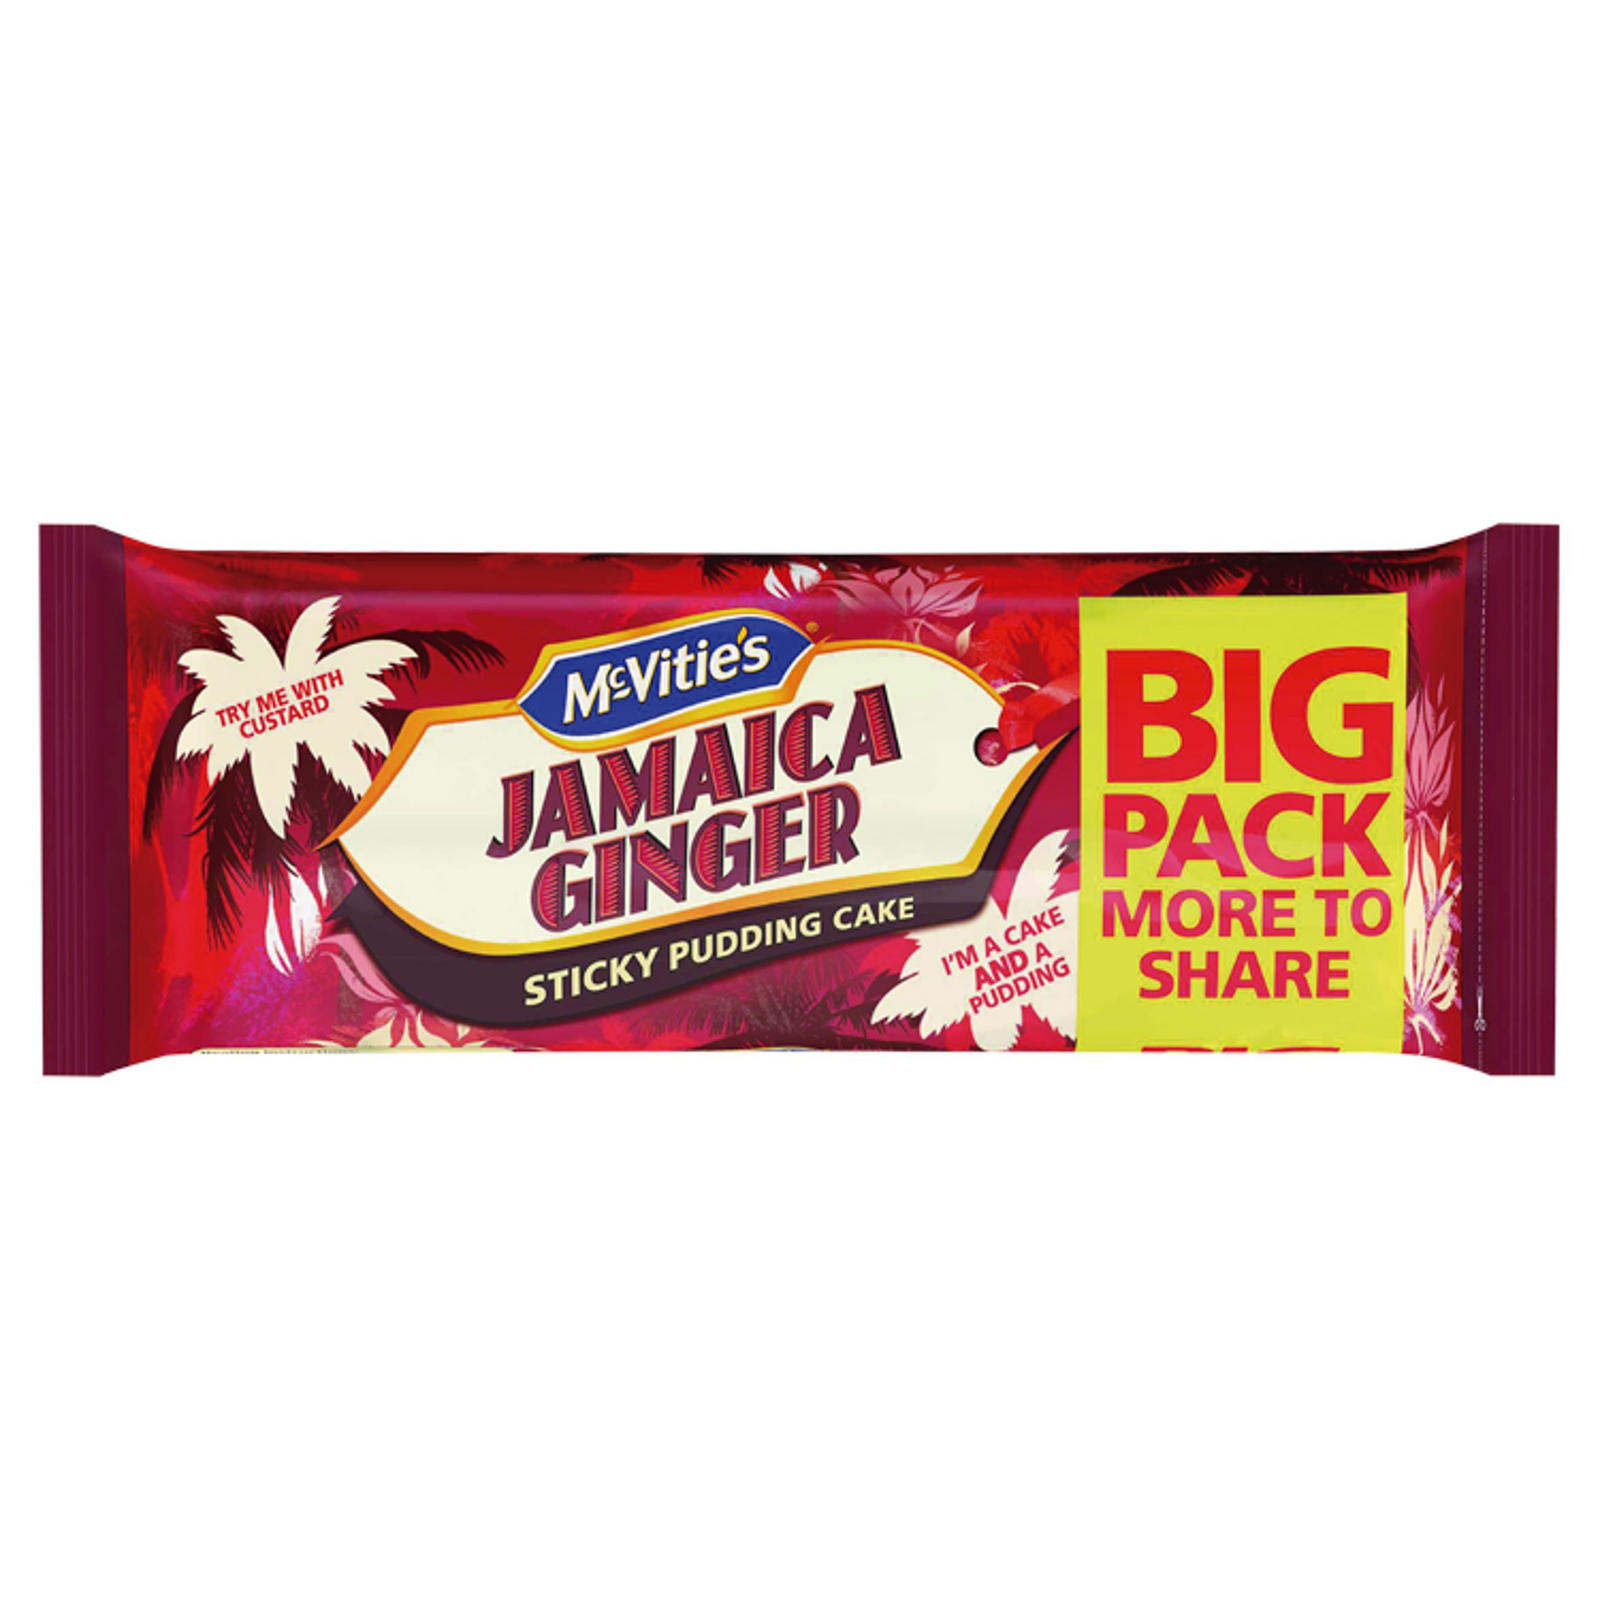 TRY ME WITH
CUSTARD
McVitie's
JAMAICA
GINGER
STICKY PUDDING CAKE
I'M A CAKE
AND A
PUDDING
BIG
PACK
MORE TO
SHARE